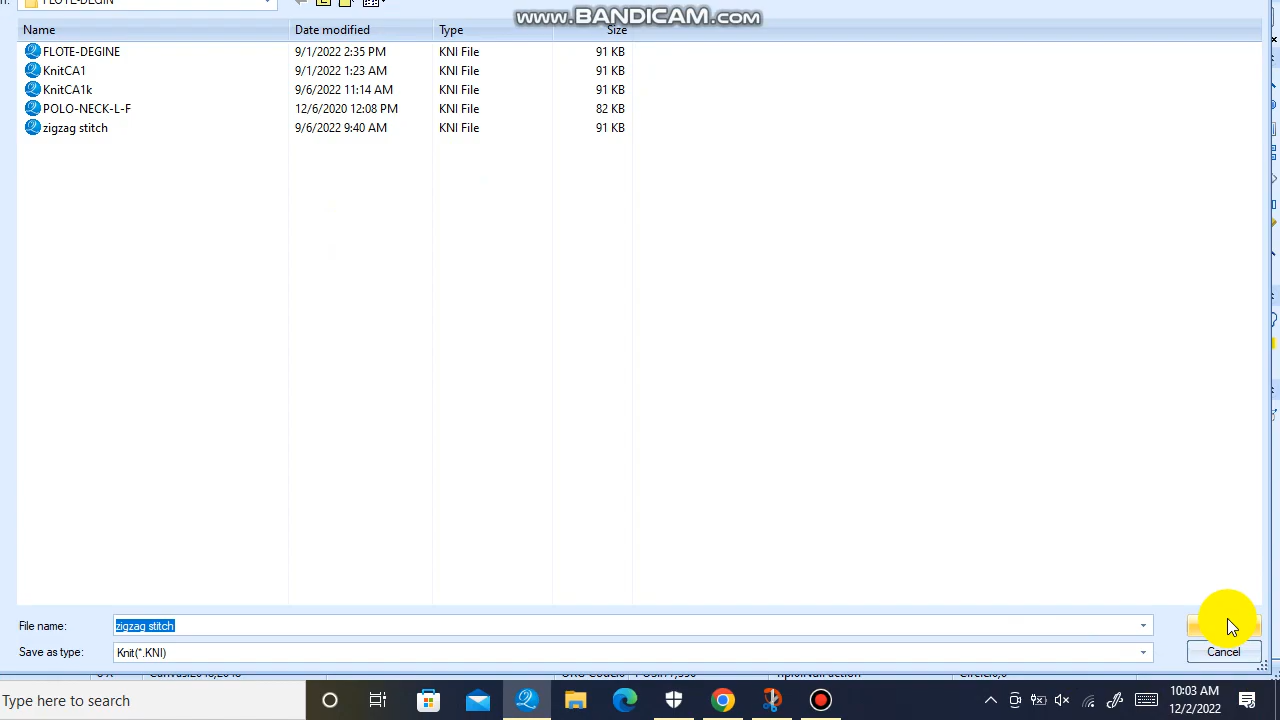 FLOTE-DEGIN
www.BANDICAM.com
Name Date modified Type Size
FLOTE-DEGINE 9/1/2022 2:35 PM KNI File 91 KB
KnitCA1 9/1/2022 1:23 AM KNI File 91 KB
KnitCA1k 9/6/2022 11:14 AM KNI File 91 KB
POLO-NECK-L-F 12/6/2020 12:08 PM KNI File 82 KB
zigzag stitch 9/6/2022 9:40 AM KNI File 91 KB
File name: zigzag stitch
Save as type: Knit(*.KNI)
Cancel
Type here to search
10:03 AM
12/2/2022